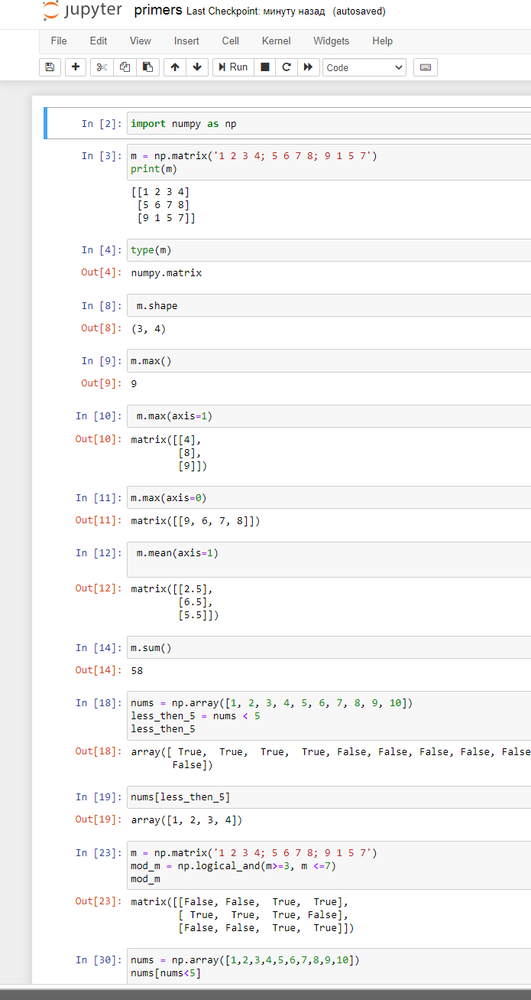 jupyter primers Last Checkpoint: минуту назад (autosaved)
File Edit View Insert Cell Kernel Widgets Help
Run Code
In [2]: import numpy as np
In [3]: m = np.matrix('1 2 3 4; 5 6 7 8; 9 1 5 7')
print(m)
[[1 2 3 4]
[5 6 7 8]
[9 1 5 7]]
In [4]: type(m)
Out[4]: numpy.matrix
In [8]: m.shape
Out[8]: (3, 4)
In [9]: m.max()
Out[9]: 9
In [10]: m.max(axis=1)
Out[10]: matrix([[4],
[8],
[9]])
In [11]: m.max(axis=0)
Out[11]: matrix([[9, 6, 7, 8]])
In [12]: m.mean(axis=1)
Out[12]: matrix([[2.5],
[6.5],
[5.5]])
In [14]: m.sum()
Out[14]: 58
In [18]: nums = np.array([1, 2, 3, 4, 5, 6, 7, 8, 9, 10])
less_then_5 = nums < 5
less_then_5
Out[18]: array([ True, True, True, True, False, False, False, False, False
False])
In [19]: nums[less_then_5]
Out[19]: array([1, 2, 3, 4])
In [23]: m = np.matrix('1 2 3 4; 5 6 7 8; 9 1 5 7')
mod_m = np.logical_and(m>=3, m <=7)
mod_m
Out[23]: matrix([[False, False, True, True],
[ True, True, True, False],
[False, False, True, True]])
In [30]: nums = np.array([1,2,3,4,5,6,7,8,9,10])
nums[nums<5]